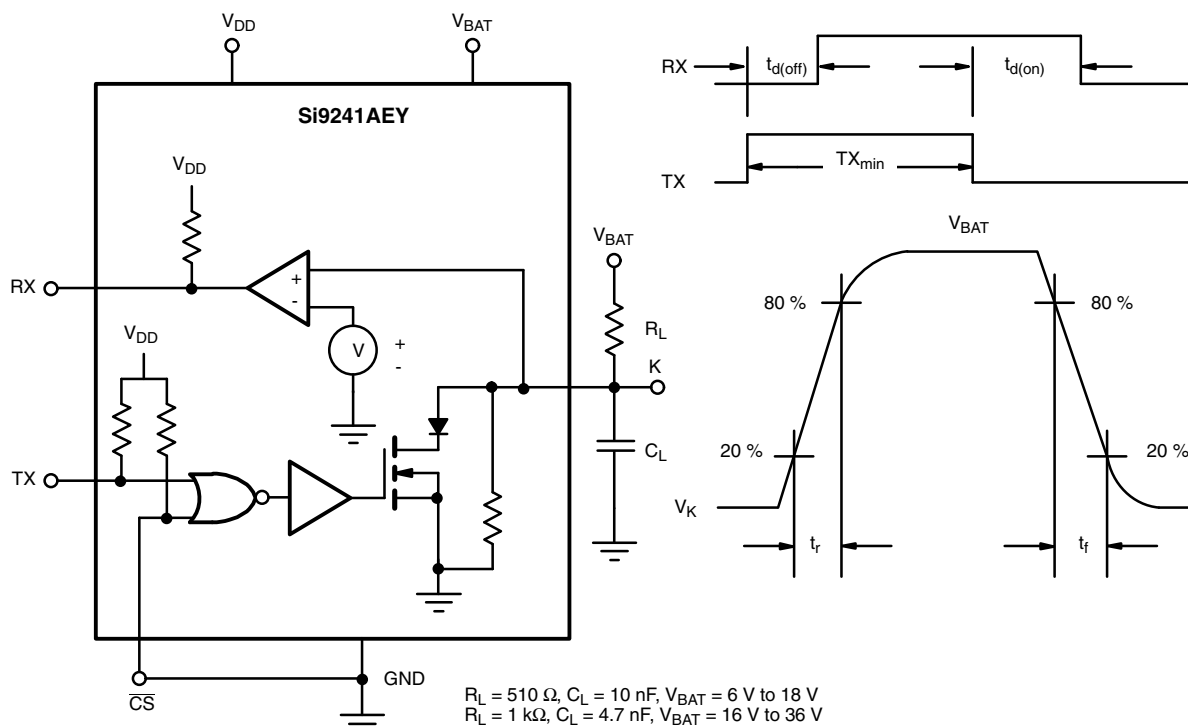 VDD
VBAT
Si9241AEY
VDD
RX
+
-
V
+
-
VDD
TX
VBAT
RL
K
CL
CS
GND
RL = 510 Ω, CL = 10 nF, VBAT = 6 V to 18 V
RL = 1 kΩ, CL = 4.7 nF, VBAT = 16 V to 36 V
RX
td(off)
td(on)
TX
TXmin
VBAT
80 %
80 %
20 %
20 %
VK
tr
tf